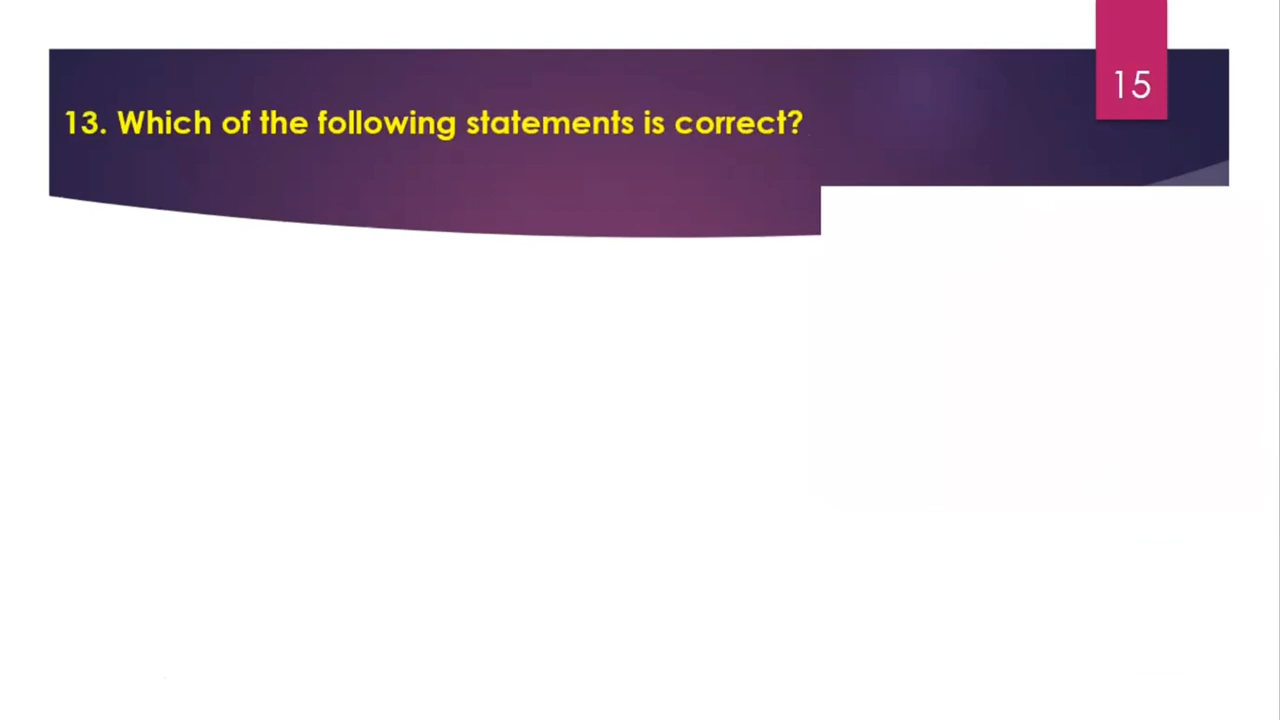 15
13. Which of the following statements is correct?